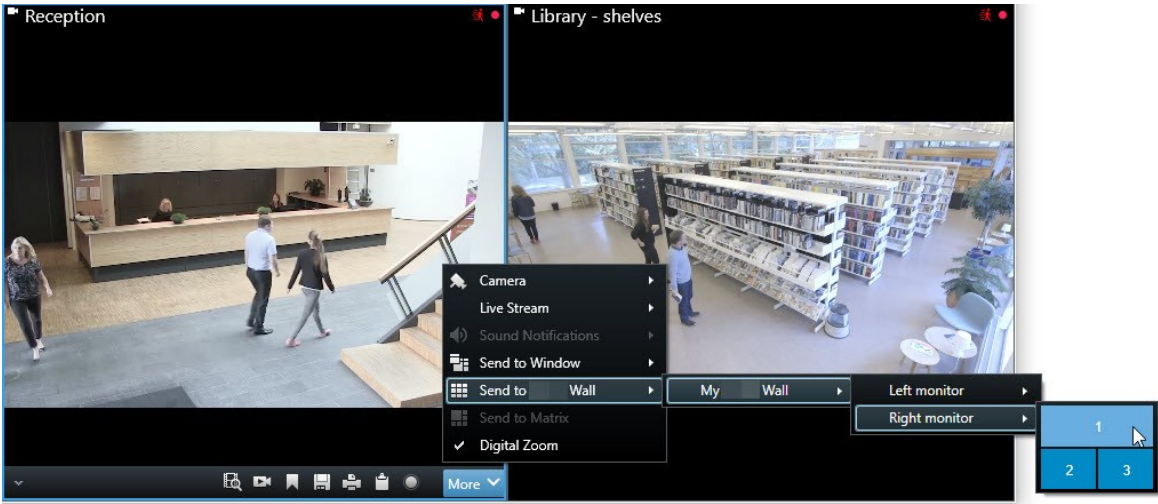 Reception
Library - shelves
Camera
Live Stream
Sound Notifications
Send to Window
Send to Wall
My Wall
Left monitor
Send to Matrix
Right monitor
Digital Zoom
1
2 3
More